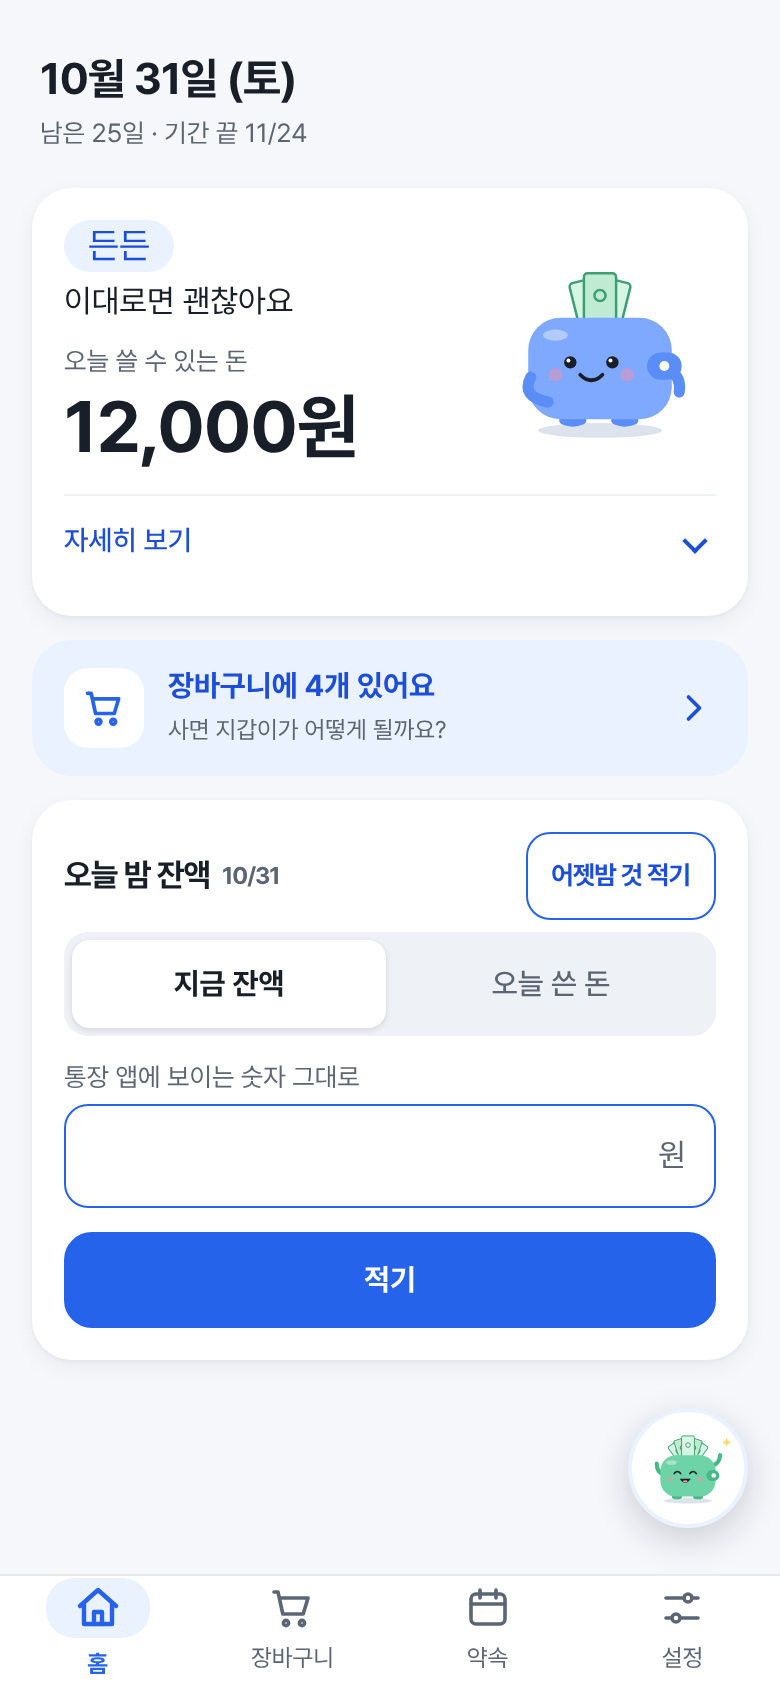 10월 31일 (토)
남은 25일 · 기간 끝 11/24
든든
이대로면 괜찮아요
오늘 쓸 수 있는 돈
12,000원
자세히 보기
장바구니에 4개 있어요
사면 지갑이가 어떻게 될까요?
오늘 밤 잔액 10/31
어젯밤 것 적기
지금 잔액
오늘 쓴 돈
통장 앱에 보이는 숫자 그대로
원
적기
홈
장바구니
약속
설정